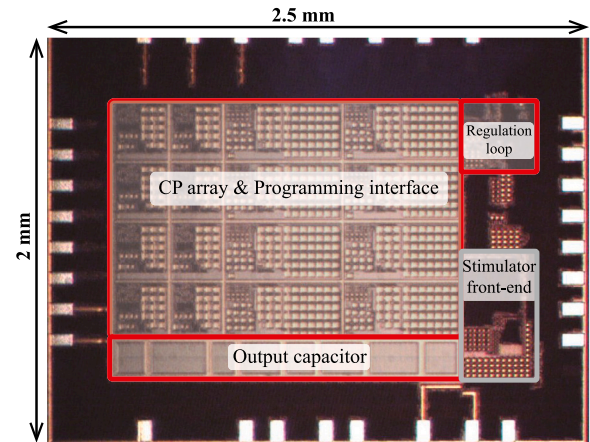 2.5 mm
2 mm
Regulation
loop
CP array & Programming interface
Stimulator
front-end
Output capacitor